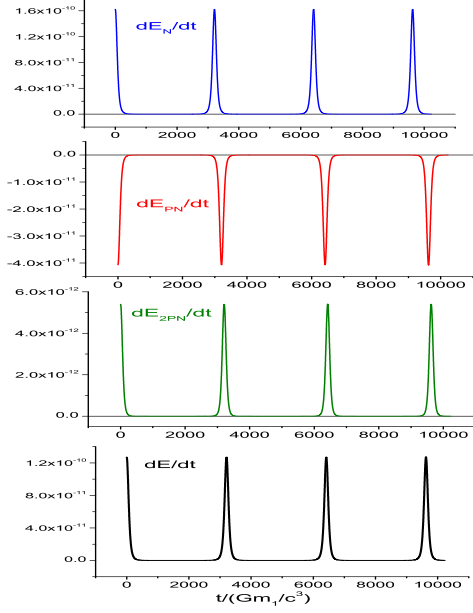 1.6x10⁻¹⁰
dE_N/dt
8.0x10⁻¹¹
4.0x10⁻¹¹
0.0
0 2000 4000 6000 8000 10000
0.0
-1.0x10⁻¹¹
dE_PN/dt
-2.0x10⁻¹¹
-3.0x10⁻¹¹
-4.0x10⁻¹¹
0 2000 4000 6000 8000 10000
6.0x10⁻¹²
dE_2PN/dt
4.0x10⁻¹²
2.0x10⁻¹²
0.0
0 2000 4000 6000 8000 10000
dE/dt
1.2x10⁻¹⁰
8.0x10⁻¹¹
4.0x10⁻¹¹
0.0
0 2000 4000 6000 8000 10000
t/(Gm₁/c³)